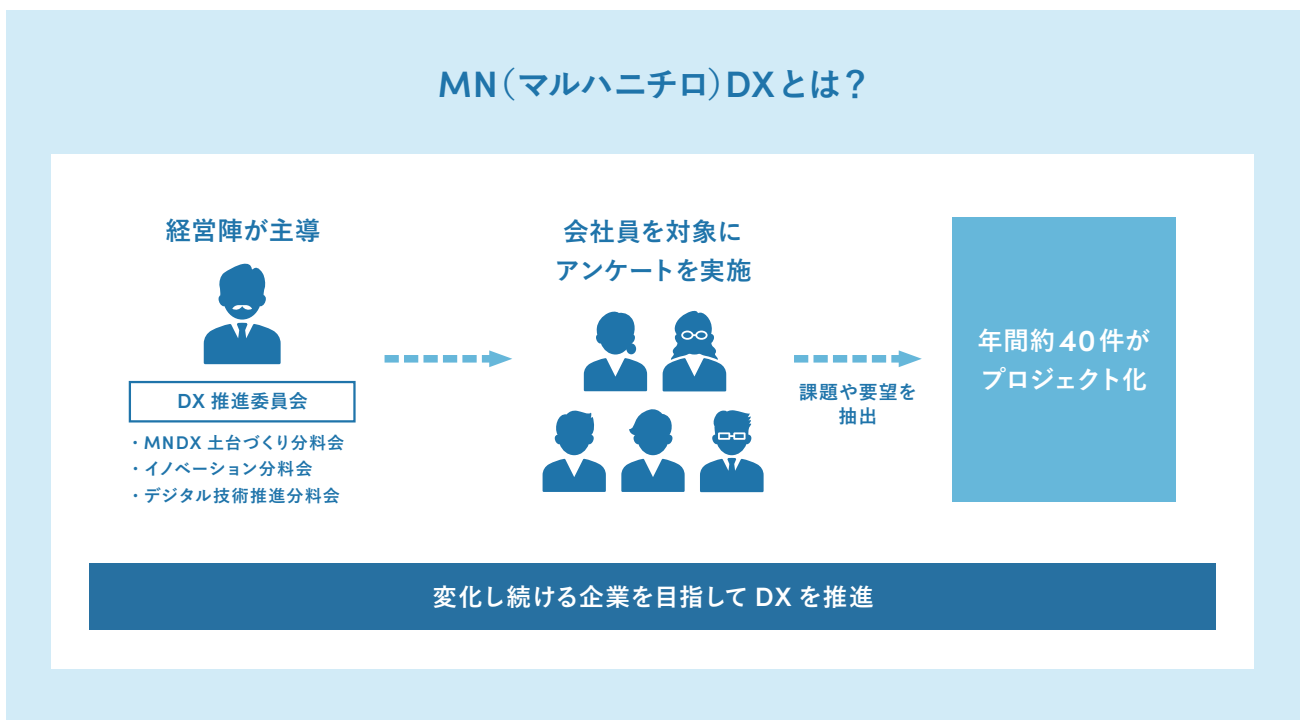 MN（マルハニチロ）DXとは？
経営陣が主導
DX 推進委員会
・MNDX 土台づくり分料会
・イノベーション分料会
・デジタル技術推進分料会
会社員を対象に
アンケートを実施
課題や要望を
抽出
年間約40件が
プロジェクト化
変化し続ける企業を目指して DX を推進